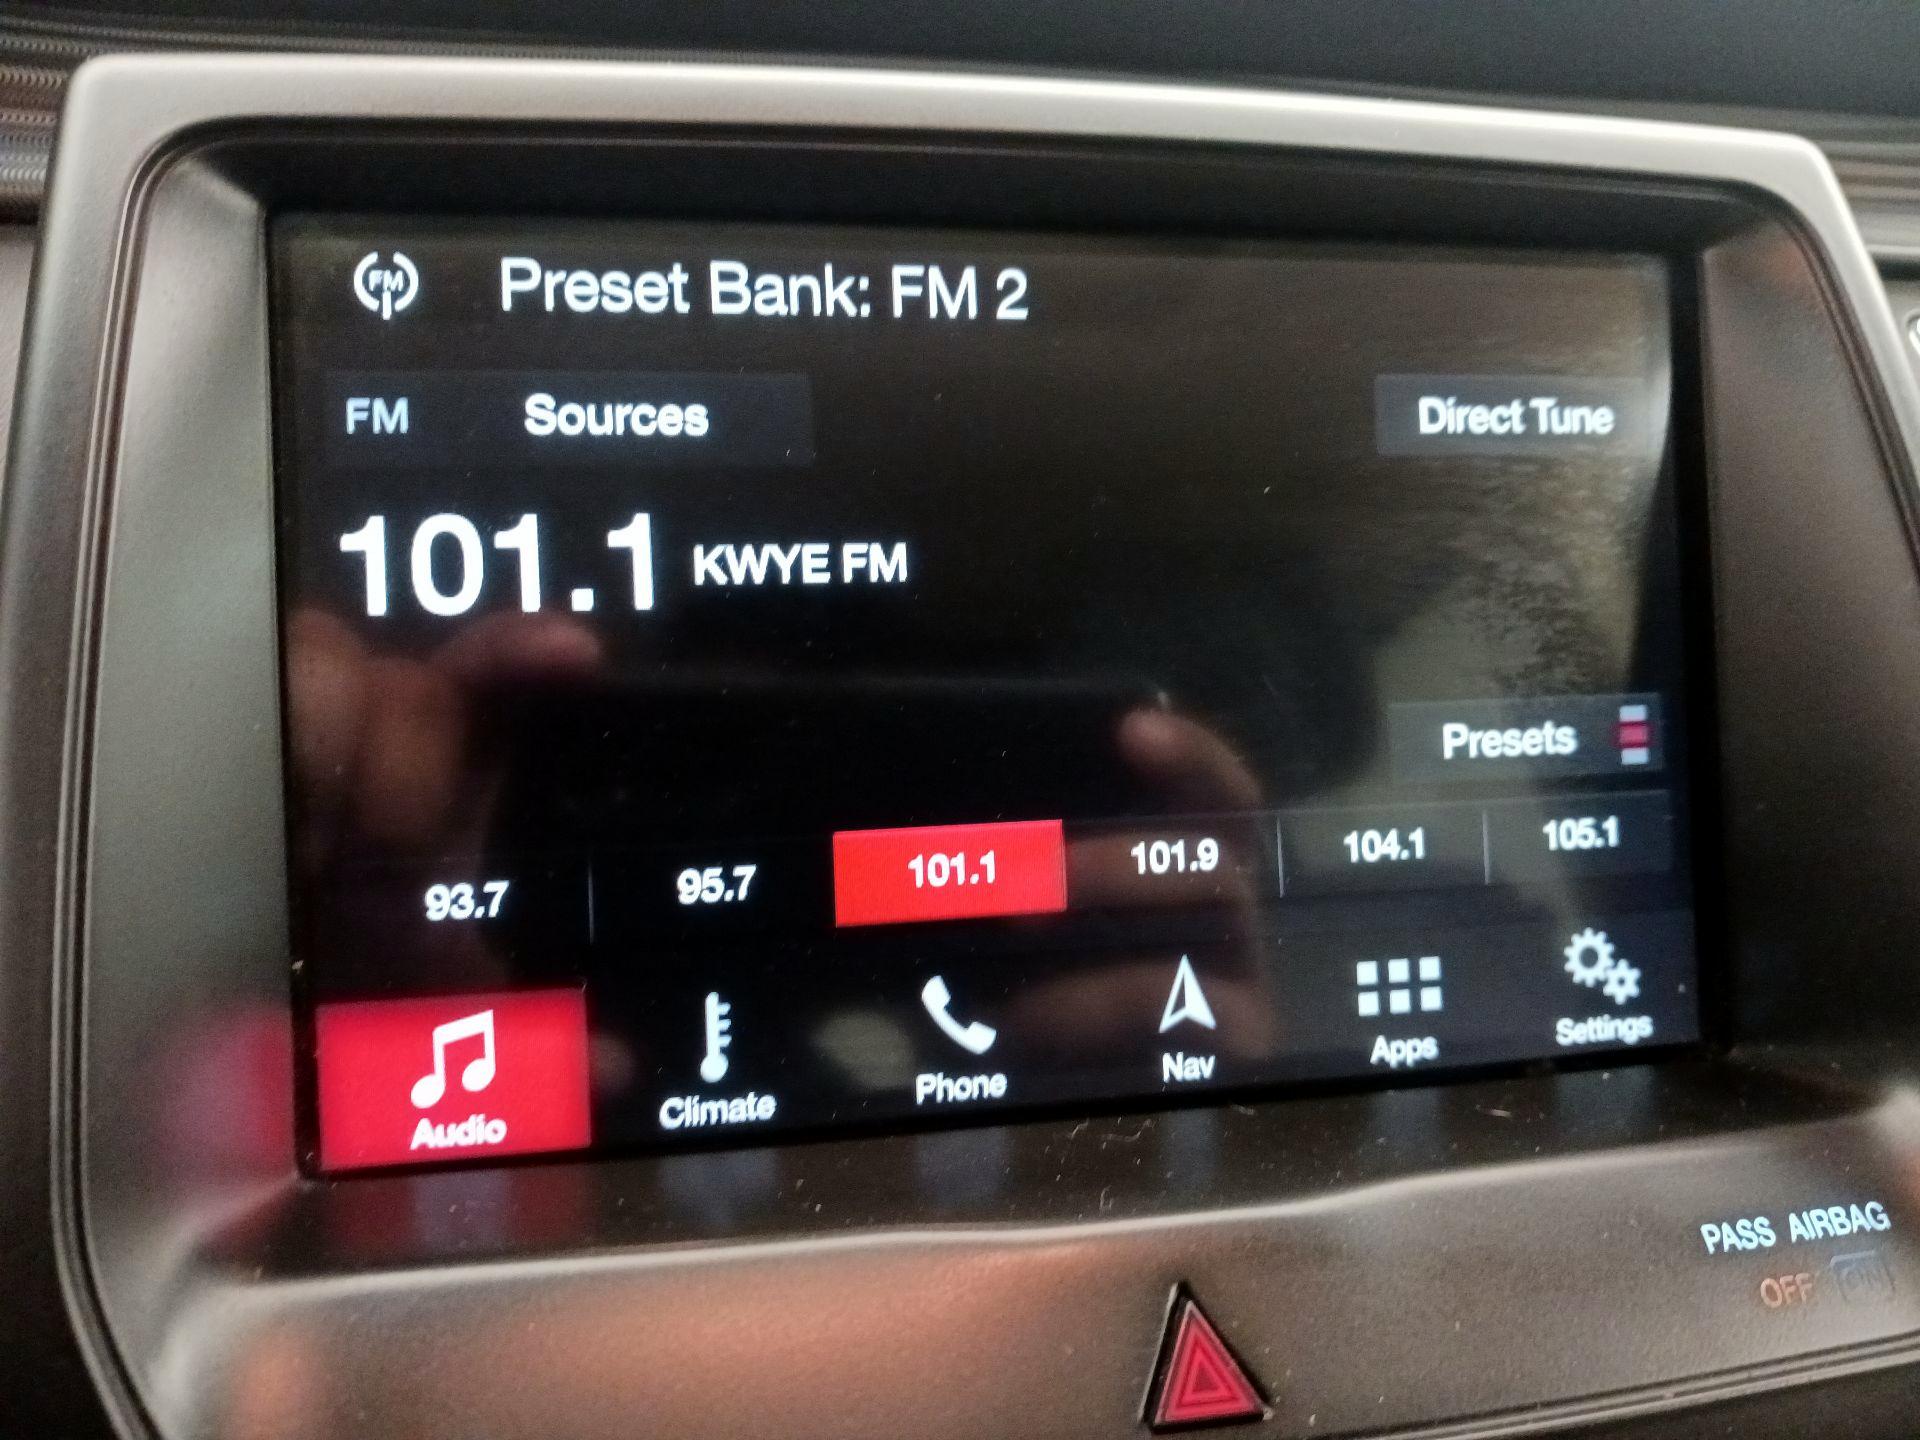 FM
Preset Bank: FM 2
FM Sources Direct Tune
101.1 KWYE FM
Presets
93.7 95.7 101.1 101.9 104.1 105.1
Audio Climate Phone Nav Apps Settings
PASS AIRBAG
OFF ON